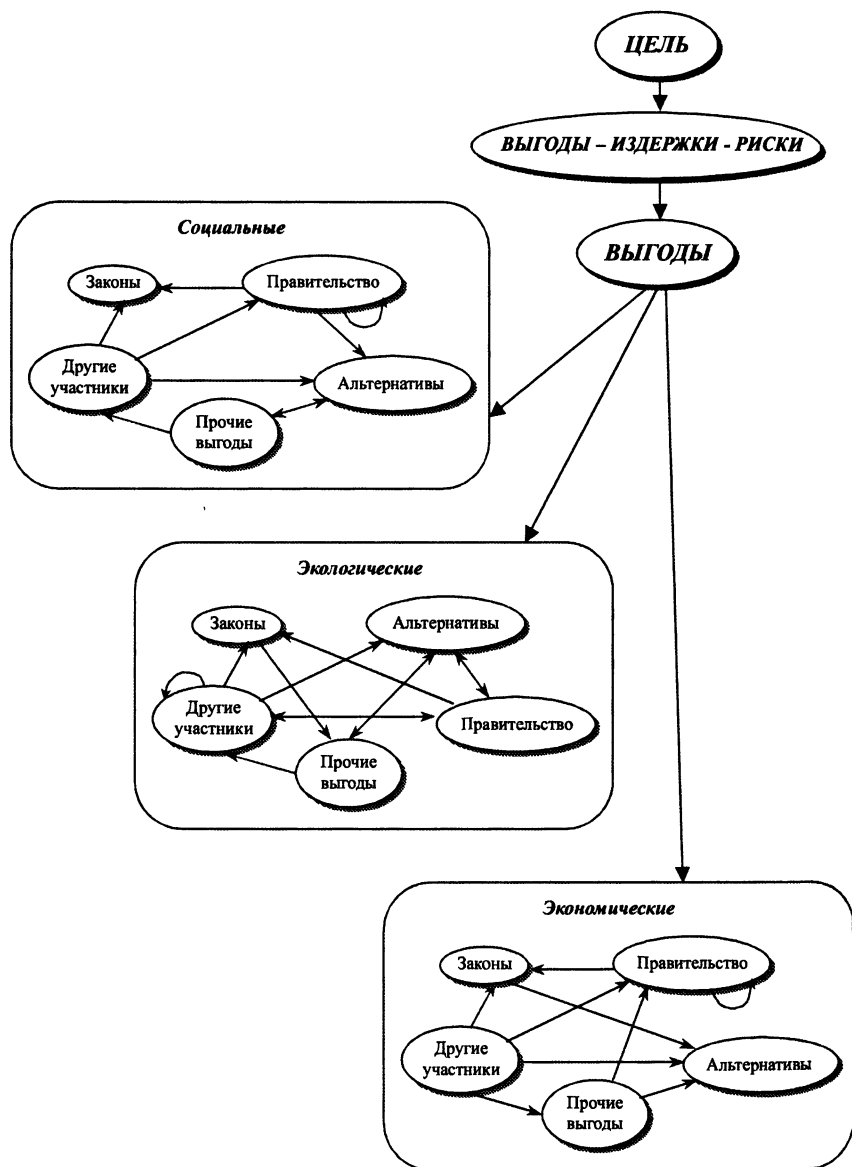 ЦЕЛЬ
ВЫГОДЫ – ИЗДЕРЖКИ - РИСКИ
ВЫГОДЫ
Социальные
Законы
Правительство
Другие
участники
Альтернативы
Прочие
выгоды
Экологические
Законы
Альтернативы
Другие
участники
Правительство
Прочие
выгоды
Экономические
Законы
Правительство
Другие
участники
Альтернативы
Прочие
выгоды